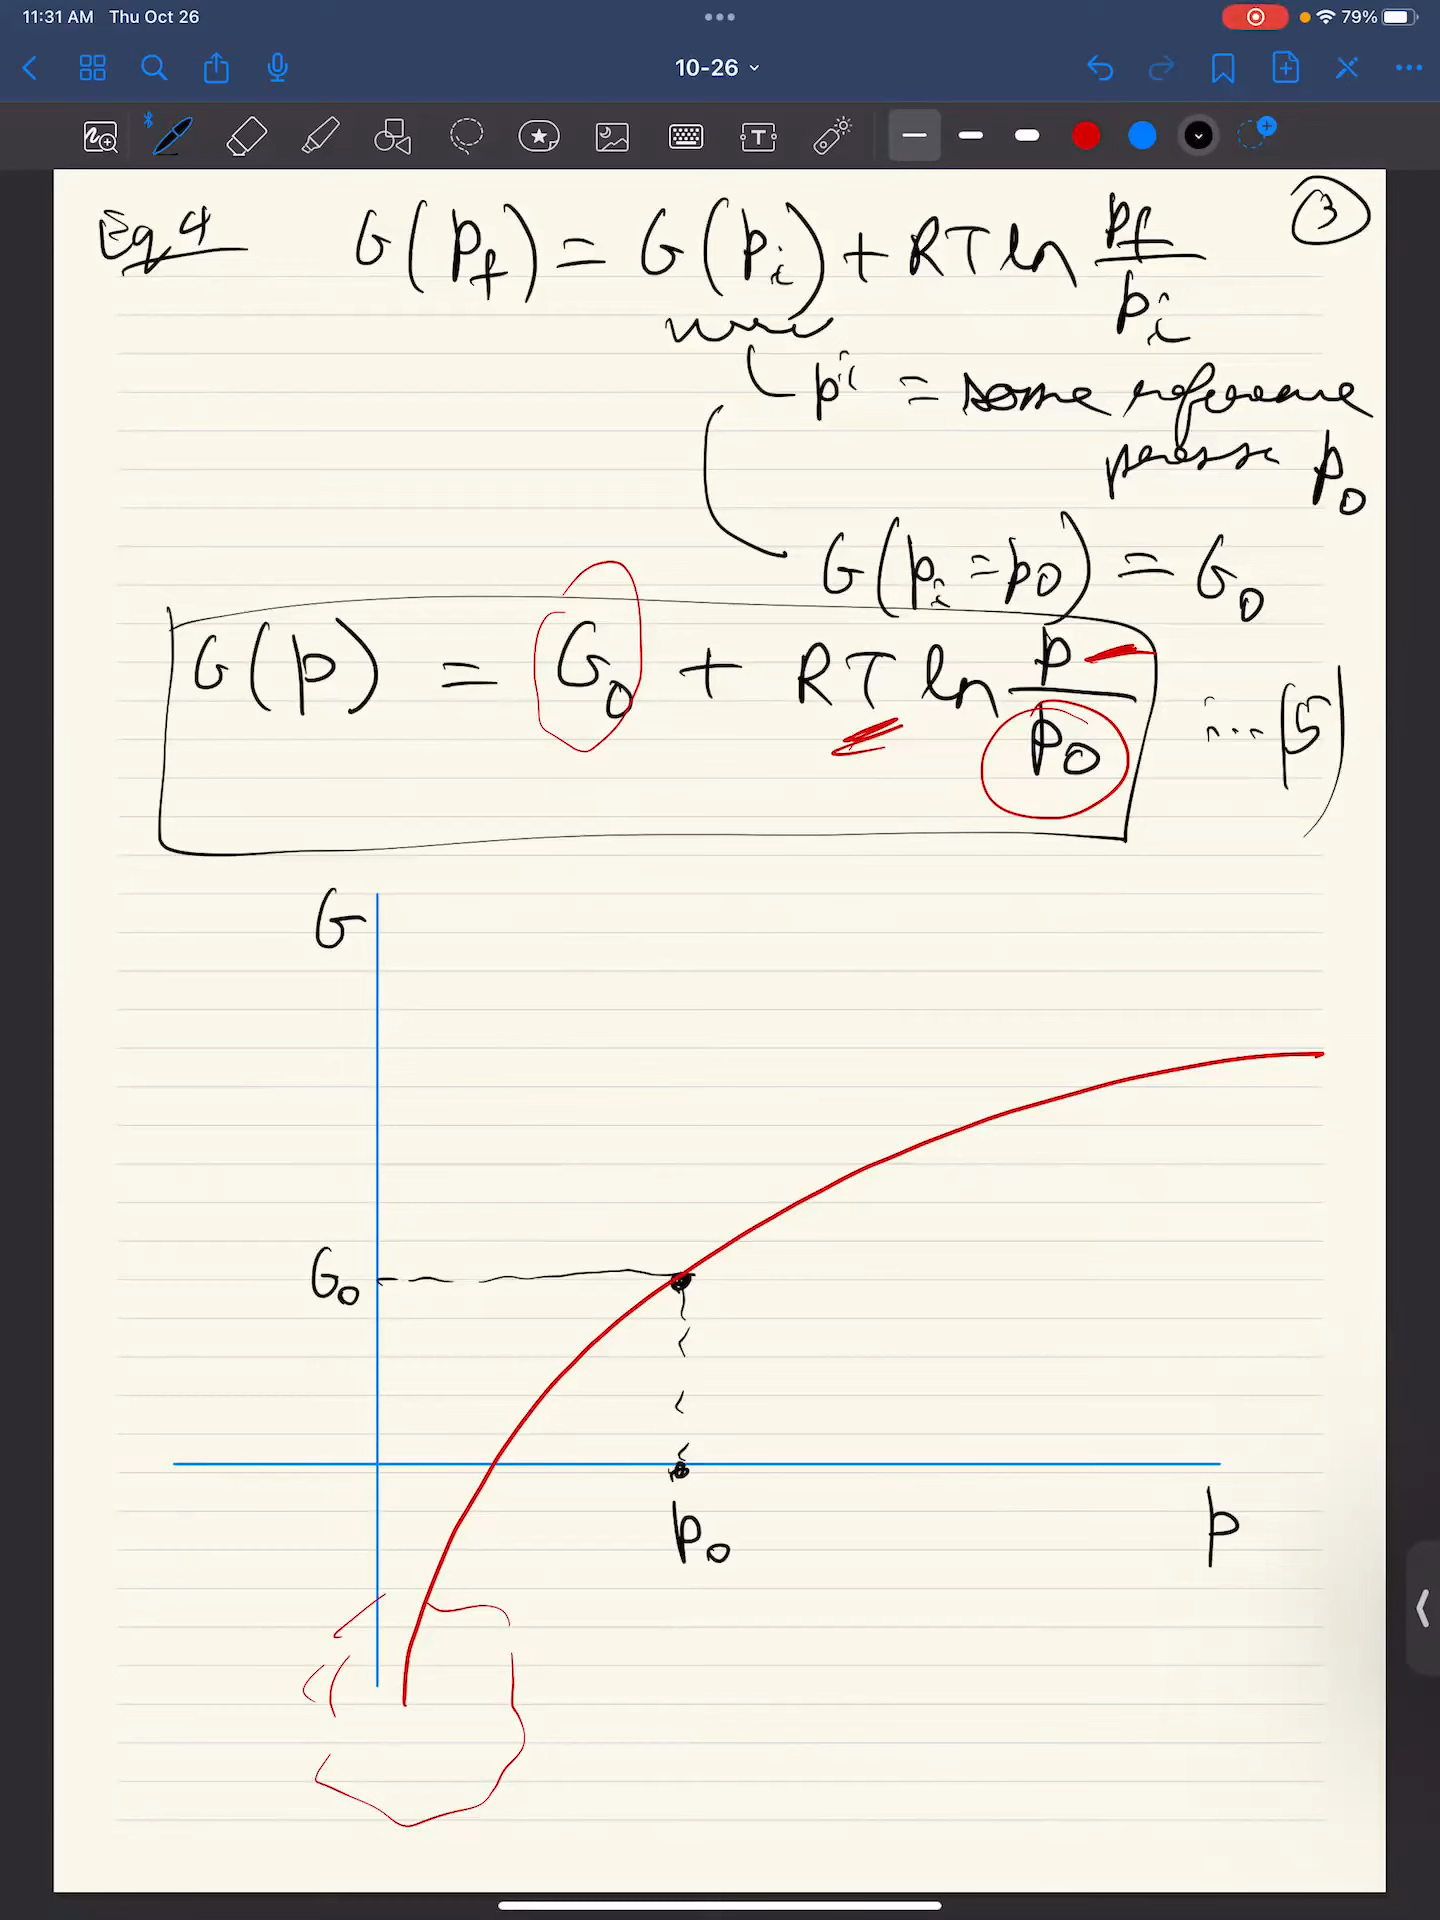 11:31 AM Thu Oct 26
79%
10-26
Eq 4 G(pf) = G(pi) + RT ln pf/pi
3
pi = some reference
p0
G(pi = p0) = G0
G(p) = G0 + RT ln p/p0 ... (5)
G
G0
p0
p